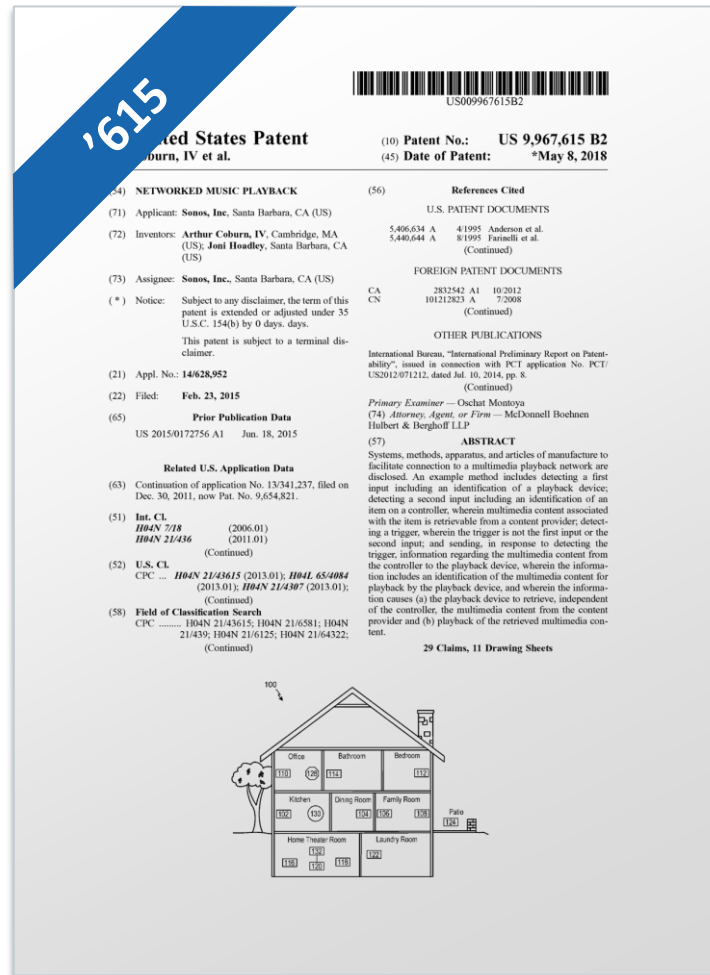 '615
US009967615B2
United States Patent
Coburn, IV et al.
(10) Patent No.: US 9,967,615 B2
(45) Date of Patent: *May 8, 2018
(54) NETWORKED MUSIC PLAYBACK
(71) Applicant: Sonos, Inc, Santa Barbara, CA (US)
(72) Inventors: Arthur Coburn, IV, Cambridge, MA
(US); Joni Hoadley, Santa Barbara, CA
(US)
(73) Assignee: Sonos, Inc., Santa Barbara, CA (US)
( * ) Notice: Subject to any disclaimer, the term of this
patent is extended or adjusted under 35
U.S.C. 154(b) by 0 days. days.
This patent is subject to a terminal dis-
claimer.
(21) Appl. No.: 14/628,952
(22) Filed: Feb. 23, 2015
(65) Prior Publication Data
US 2015/0172756 A1 Jun. 18, 2015
Related U.S. Application Data
(63) Continuation of application No. 13/341,237, filed on
Dec. 30, 2011, now Pat. No. 9,654,821.
(51) Int. Cl.
H04N 7/18 (2006.01)
H04N 21/436 (2011.01)
(Continued)
(52) U.S. Cl.
CPC ... H04N 21/43615 (2013.01); H04L 65/4084
(2013.01); H04N 21/4307 (2013.01);
(Continued)
(58) Field of Classification Search
CPC ......... H04N 21/43615; H04N 21/6581; H04N
21/439; H04N 21/6125; H04N 21/64322;
(Continued)
(56) References Cited
U.S. PATENT DOCUMENTS
5,406,634 A 4/1995 Anderson et al.
5,440,644 A 8/1995 Farinelli et al.
(Continued)
FOREIGN PATENT DOCUMENTS
CA 2832542 A1 10/2012
CN 101212823 A 7/2008
(Continued)
OTHER PUBLICATIONS
International Bureau, "International Preliminary Report on Patent-
ability", issued in connection with PCT application No. PCT/
US2012/071212, dated Jul. 10, 2014, pp. 8.
(Continued)
Primary Examiner — Oschat Montoya
(74) Attorney, Agent, or Firm — McDonnell Boehnen
Hulbert & Berghoff LLP
(57) ABSTRACT
Systems, methods, apparatus, and articles of manufacture to
facilitate connection to a multimedia playback network are
disclosed. An example method includes detecting a first
input including an identification of a playback device;
detecting a second input including an identification of an
item on a controller, wherein multimedia content associated
with the item is retrievable from a content provider; detect-
ing a trigger, wherein the trigger is not the first input or the
second input; and sending, in response to detecting the
trigger, information regarding the multimedia content from
the controller to the playback device, wherein the informa-
tion includes an identification of the multimedia content for
playback by the playback device, and wherein the informa-
tion causes (a) the playback device to retrieve, independent
of the controller, the multimedia content from the content
provider and (b) playback of the retrieved multimedia con-
tent.
29 Claims, 11 Drawing Sheets
100
Office Bathroom Bedroom
110 126 114 112
Kitchen Dining Room Family Room
102 130 104 106 108
Patio
124
Home Theater Room Laundry Room
132
116 120 118 122